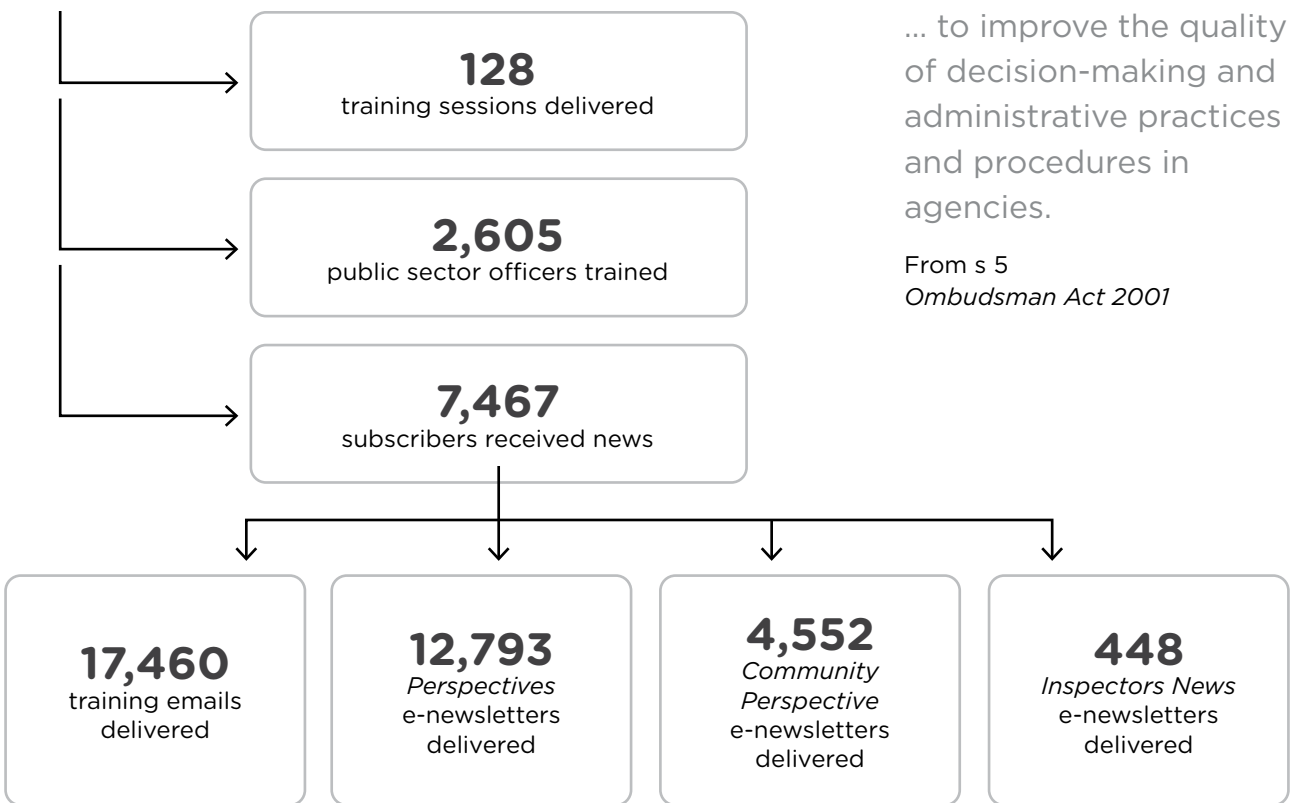 128
training sessions delivered
2,605
public sector officers trained
7,467
subscribers received news
17,460
training emails
delivered
12,793
Perspectives
e-newsletters
delivered
4,552
Community
Perspective
e-newsletters
delivered
448
Inspectors News
e-newsletters
delivered
... to improve the quality
of decision-making and
administrative practices
and procedures in
agencies.
From s 5
Ombudsman Act 2001